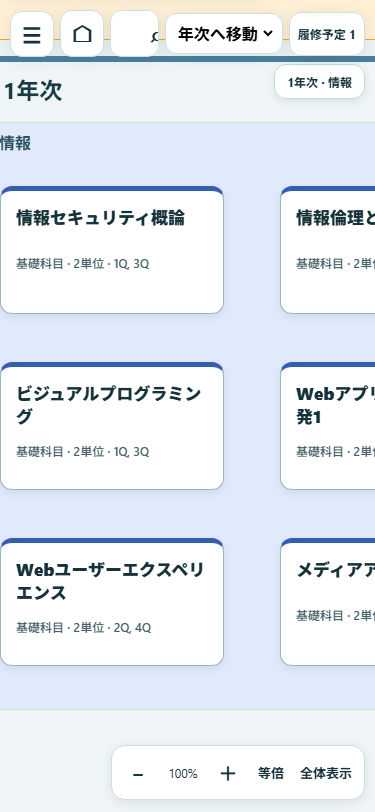 年次へ移動
履修予定 1
1年次
1年次・情報
情報
情報セキュリティ概論
基礎科目・2単位・1Q, 3Q
情報倫理と
基礎科目・2単
ビジュアルプログラミン
グ
基礎科目・2単位・1Q, 3Q
Webアプリ
発1
基礎科目・2単
Webユーザーエクスペリ
エンス
基礎科目・2単位・2Q, 4Q
メディアア
基礎科目・2単
− 100% + 等倍 全体表示